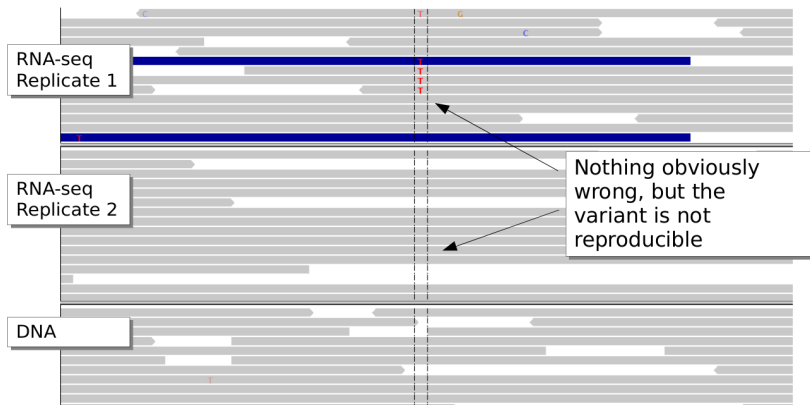 C T G
C
RNA-seq
Replicate 1
T
T
T
T
T
Nothing obviously
wrong, but the
variant is not
reproducible
RNA-seq
Replicate 2
DNA
T